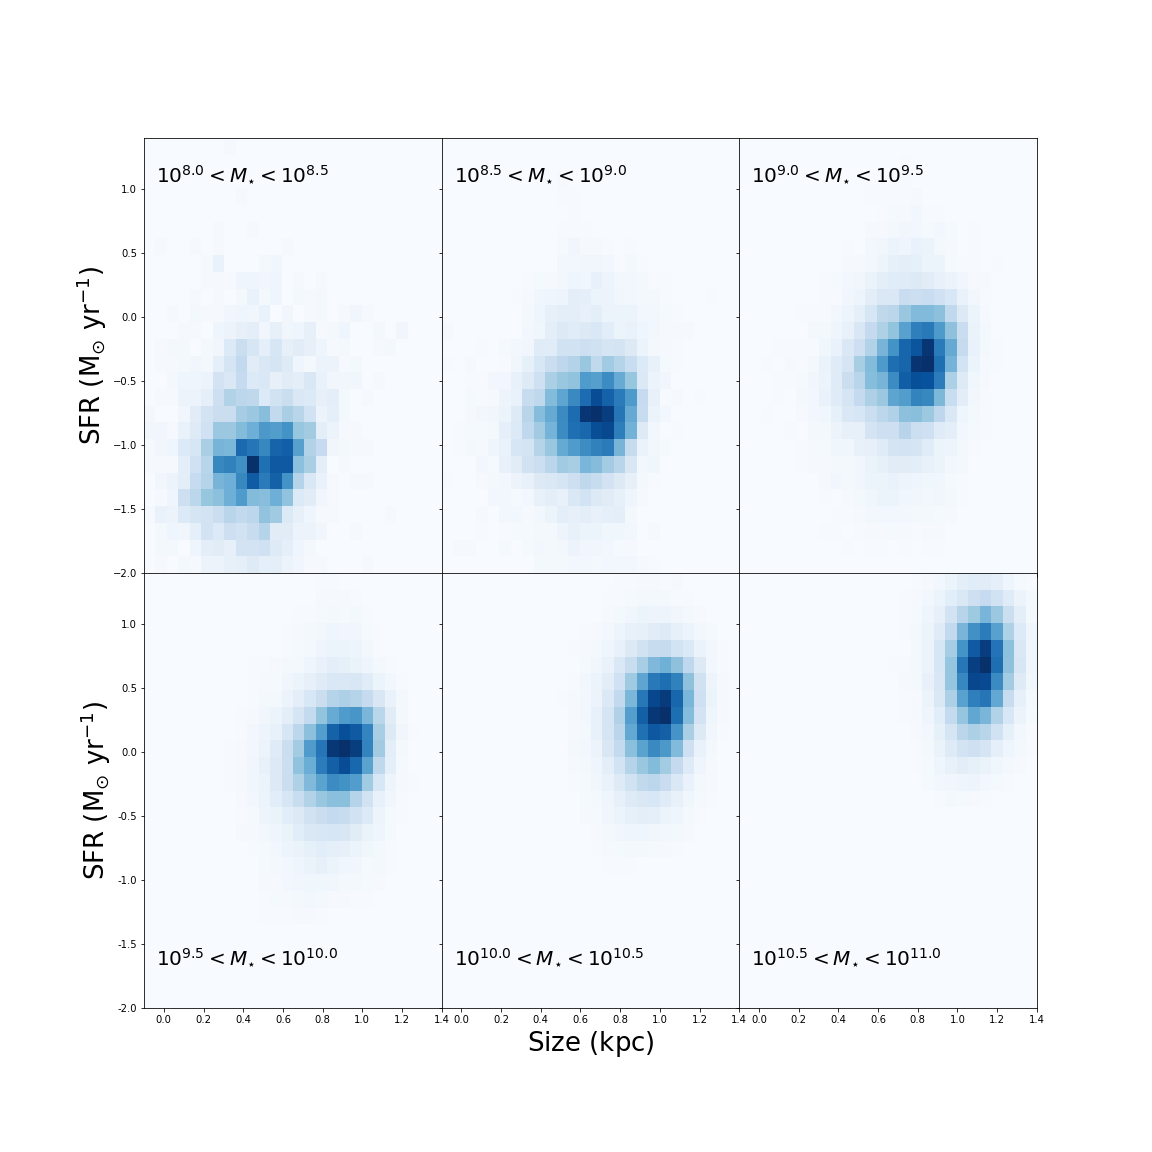 10^{8.0} < M_⋆ < 10^{8.5}
10^{8.5} < M_⋆ < 10^{9.0}
10^{9.0} < M_⋆ < 10^{9.5}
1.0
0.5
0.0
−0.5
−1.0
−1.5
−2.0
SFR (M_⊙ yr^{−1})
1.0
0.5
0.0
-0.5
-1.0
-1.5
-2.0
SFR (M_⊙ yr^{−1})
10^{9.5} < M_⋆ < 10^{10.0}
10^{10.0} < M_⋆ < 10^{10.5}
10^{10.5} < M_⋆ < 10^{11.0}
0.0 0.2 0.4 0.6 0.8 1.0 1.2 1.4 0.0 0.2 0.4 0.6 0.8 1.0 1.2 1.4 0.0 0.2 0.4 0.6 0.8 1.0 1.2 1.4
Size (kpc)